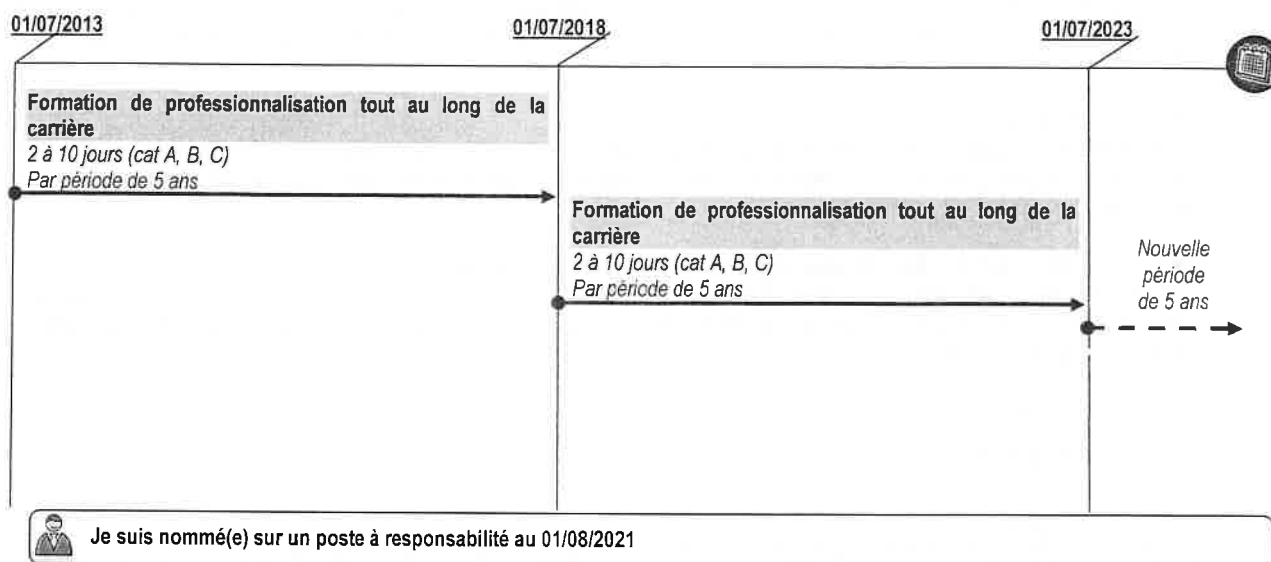 01/07/2013
01/07/2018
01/07/2023
Formation de professionnalisation tout au long de la
carrière
2 à 10 jours (cat A, B, C)
Par période de 5 ans
Formation de professionnalisation tout au long de la
carrière
2 à 10 jours (cat A, B, C)
Par période de 5 ans
Nouvelle
période
de 5 ans
Je suis nommé(e) sur un poste à responsabilité au 01/08/2021